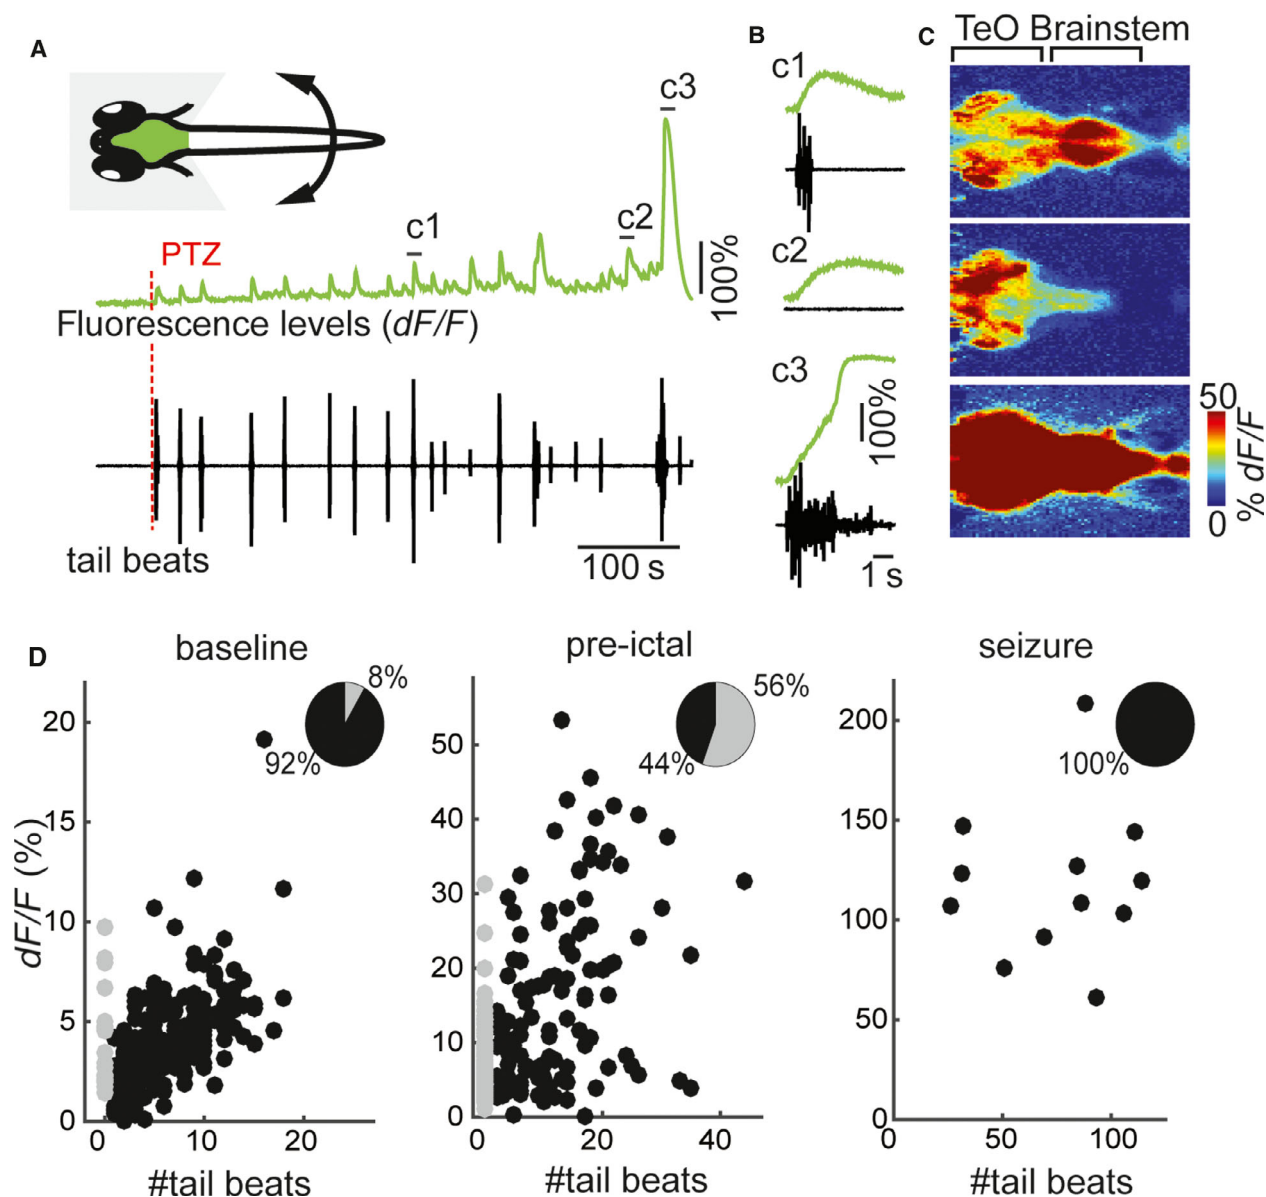 A
c1
c2
c3
PTZ
100%
Fluorescence levels (dF/F)
tail beats
100 s
B
c1
c2
c3
100%
1 s
C
TeO Brainstem
50
0
% dF/F
D
baseline
8%
92%
20
15
10
5
0
dF/F (%)
0 10 20
#tail beats
pre-ictal
56%
44%
50
40
30
20
10
0
0 20 40
#tail beats
seizure
100%
200
150
100
50
0
0 50 100
#tail beats